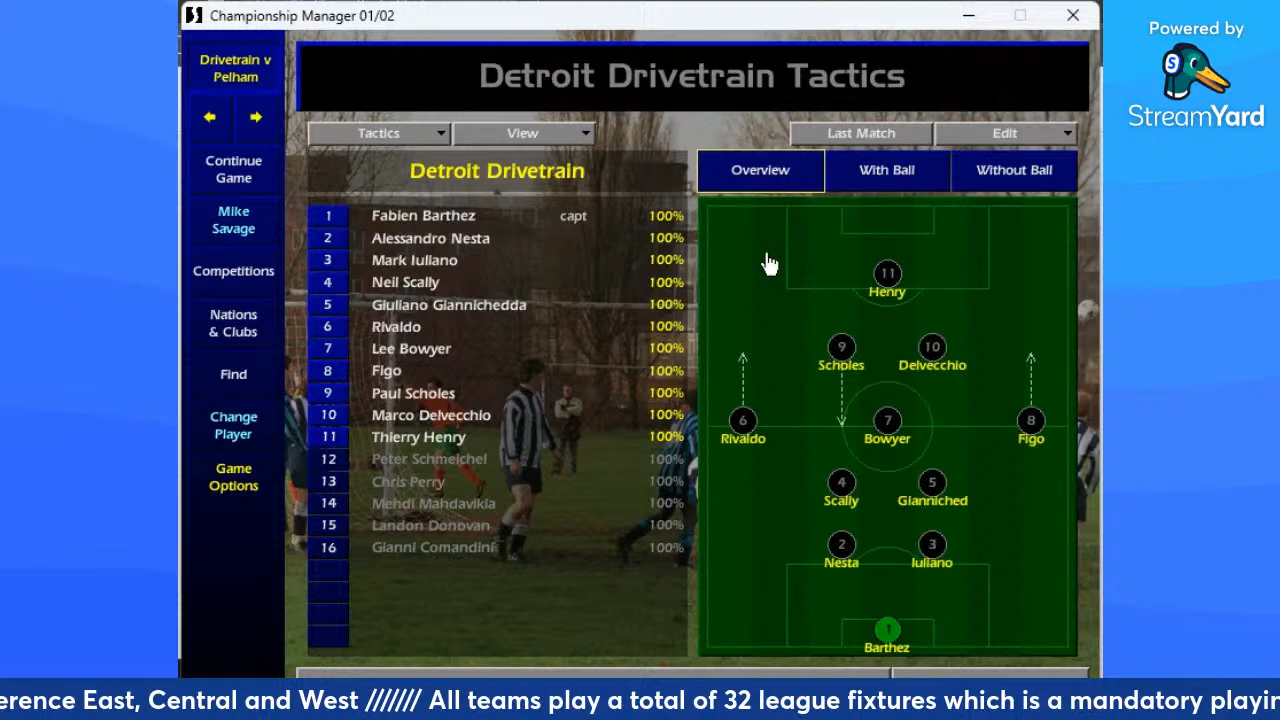 Championship Manager 01/02
Powered by
StreamYard
Drivetrain v
Pelham
Continue
Game
Mike
Savage
Competitions
Nations
& Clubs
Find
Change
Player
Game
Options
Detroit Drivetrain Tactics
Tactics
View
Last Match
Edit
Detroit Drivetrain
Overview
With Ball
Without Ball
1 Fabien Barthez capt 100%
2 Alessandro Nesta 100%
3 Mark Iuliano 100%
4 Neil Scally 100%
5 Giuliano Giannichedda 100%
6 Rivaldo 100%
7 Lee Bowyer 100%
8 Figo 100%
9 Paul Scholes 100%
10 Marco Delvecchio 100%
11 Thierry Henry 100%
12 Peter Schmeichel 100%
13 Chris Perry 100%
14 Mehdi Mahdavikia 100%
15 Landon Donovan 100%
16 Gianni Comandini 100%
11
Henry
9 10
Scholes Delvecchio
6 7 8
Rivaldo Bowyer Figo
4 5
Scally Gianniched
2 3
Nesta Iuliano
1
Barthez
erence East, Central and West /////// All teams play a total of 32 league fixtures which is a mandatory playin